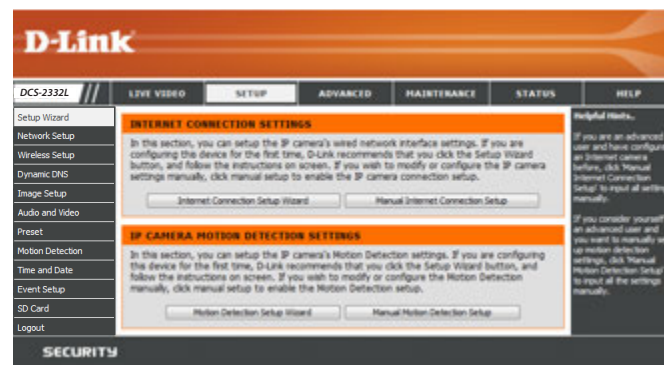 D-Link
DCS-2332L
LIVE VIDEO SETUP ADVANCED MAINTENANCE STATUS HELP
Setup Wizard
Network Setup
Wireless Setup
Dynamic DNS
Image Setup
Audio and Video
Preset
Motion Detection
Time and Date
Event Setup
SD Card
Logout
INTERNET CONNECTION SETTINGS
In this section, you can setup the IP camera's wired network interface settings. If you are
configuring the device for the first time, D-Link recommends that you click the Setup Wizard
button, and follow the instructions on screen. If you wish to modify or configure the IP camera
settings manually, click manual setup to enable the IP camera connection setup.
Internet Connection Setup Wizard
Manual Internet Connection Setup
IP CAMERA MOTION DETECTION SETTINGS
In this section, you can setup the IP camera's Motion Detection settings. If you are configuring
this device for the first time, D-Link recommends that you click the Setup Wizard button, and
follow the instructions on screen. If you wish to modify or configure the Motion Detection
manually, click manual setup to enable the Motion Detection setup.
Motion Detection Setup Wizard
Manual Motion Detection Setup
Helpful Hints..
If you are an advanced
user and have configure
an Internet camera
before, click 'Manual
Internet Connection
Setup' to input all settin
manually.
If you consider yourself
an advanced user and
you want to manually se
up motion detection
settings, click 'Manual
Motion Detection Setup'
to input all the settings
manually.
SECURITY